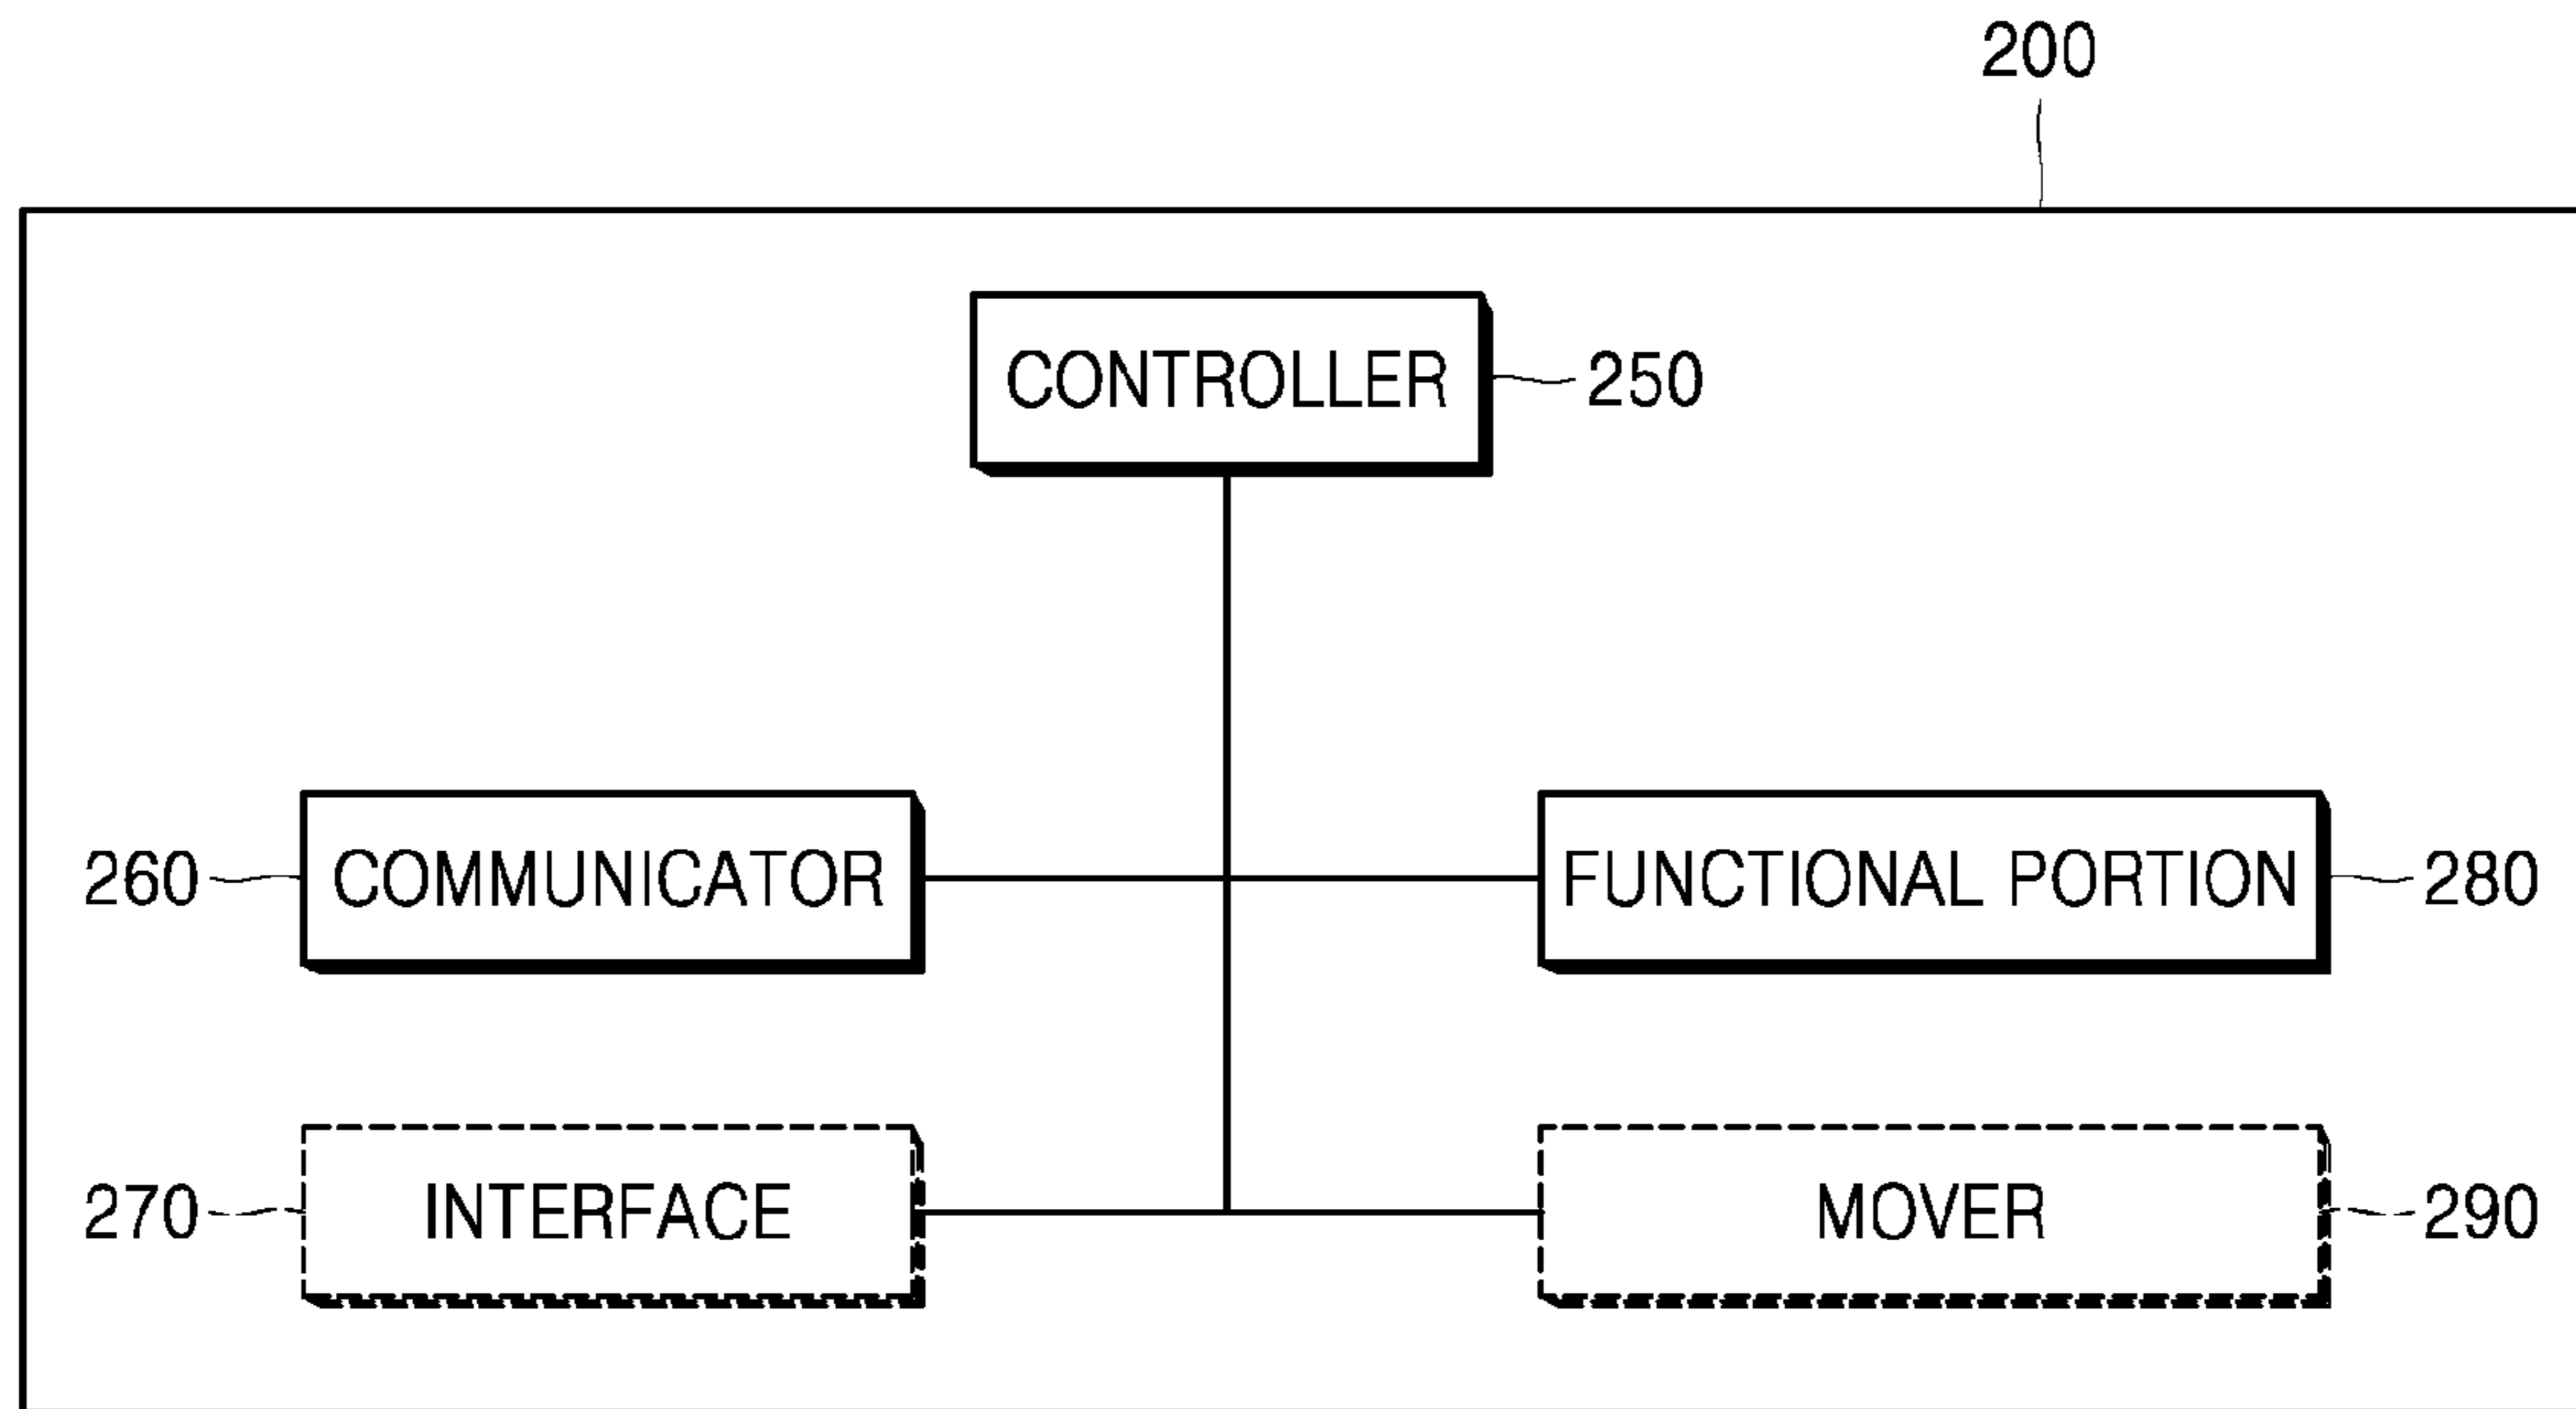 200
CONTROLLER 250
260 COMMUNICATOR FUNCTIONAL PORTION 280
270 INTERFACE MOVER 290